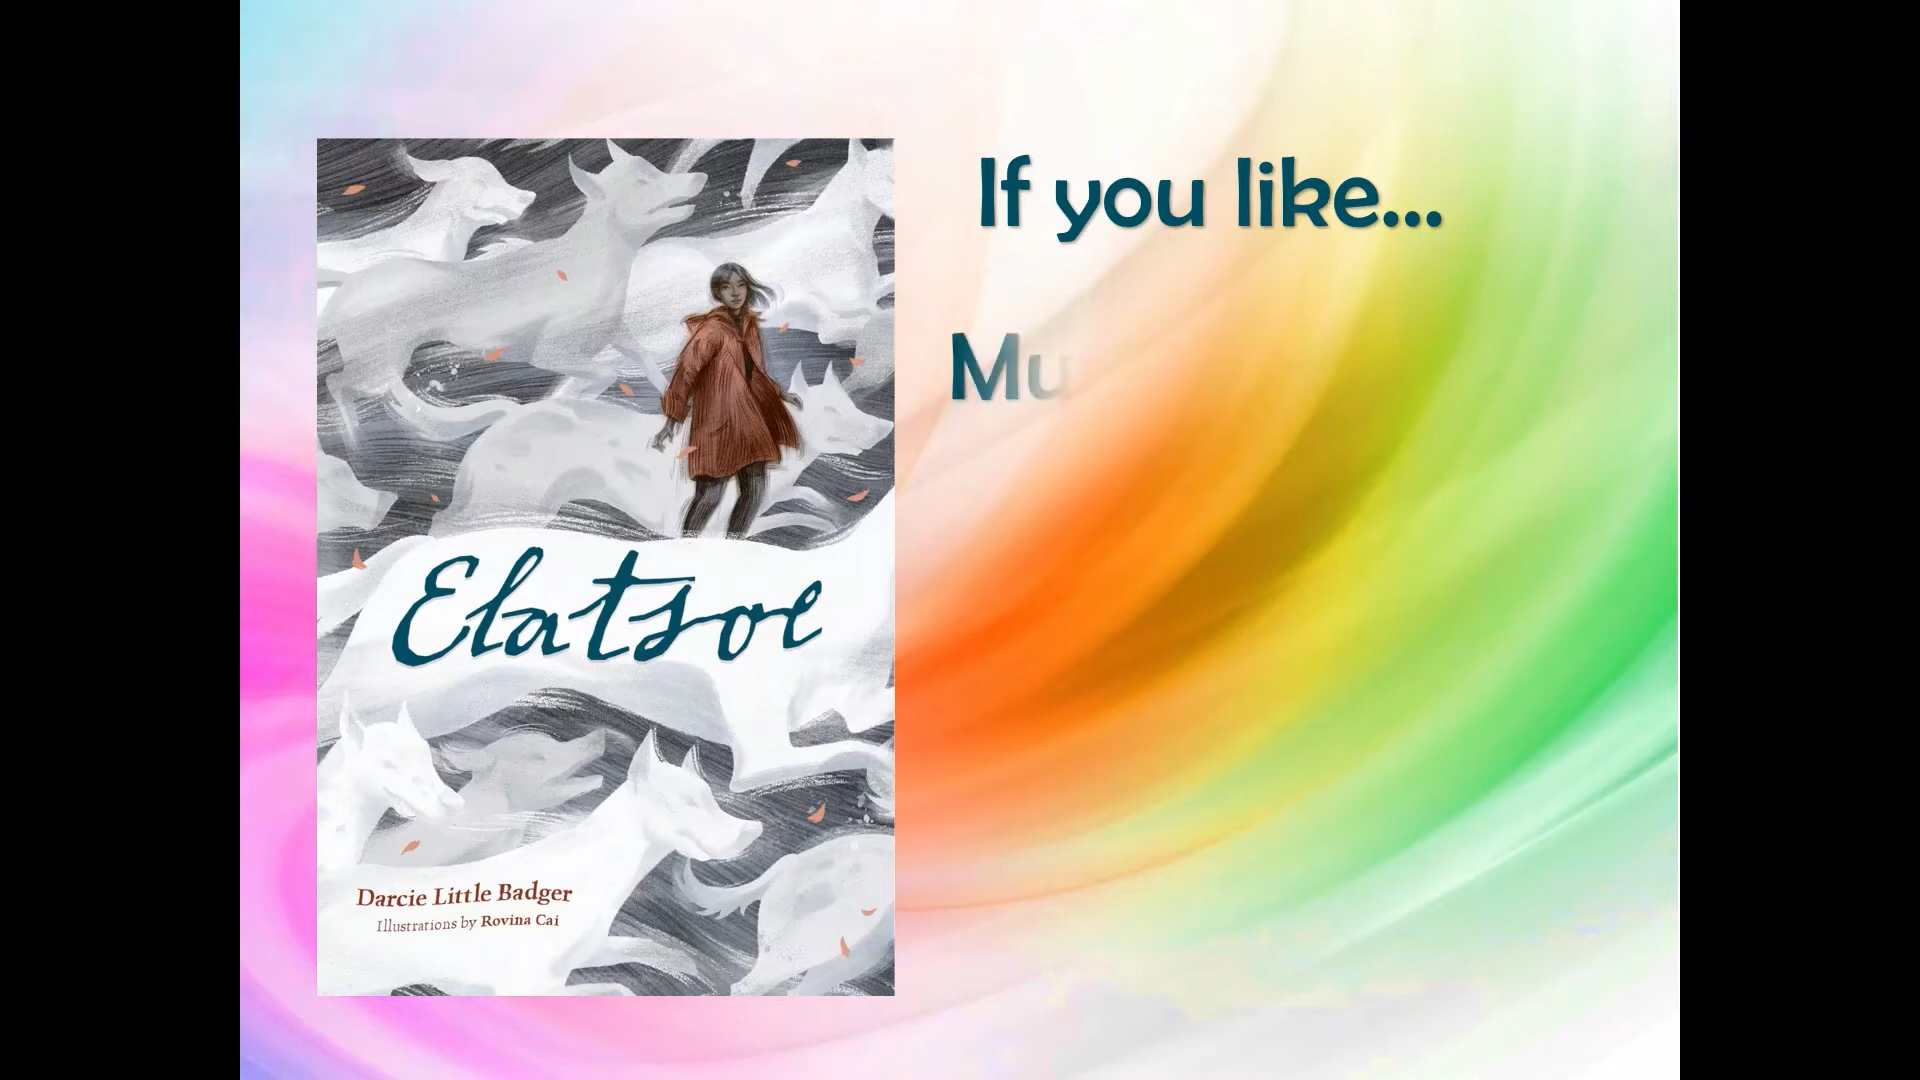 Elatsoe
Darcie Little Badger
Illustrations by Rovina Cai
If you like...
Mu